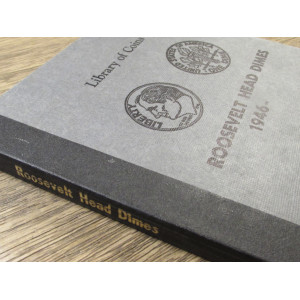 Library of Coins
LIBERTY
ROOSEVELT HEAD DIMES
1946-
Roosevelt Head Dimes